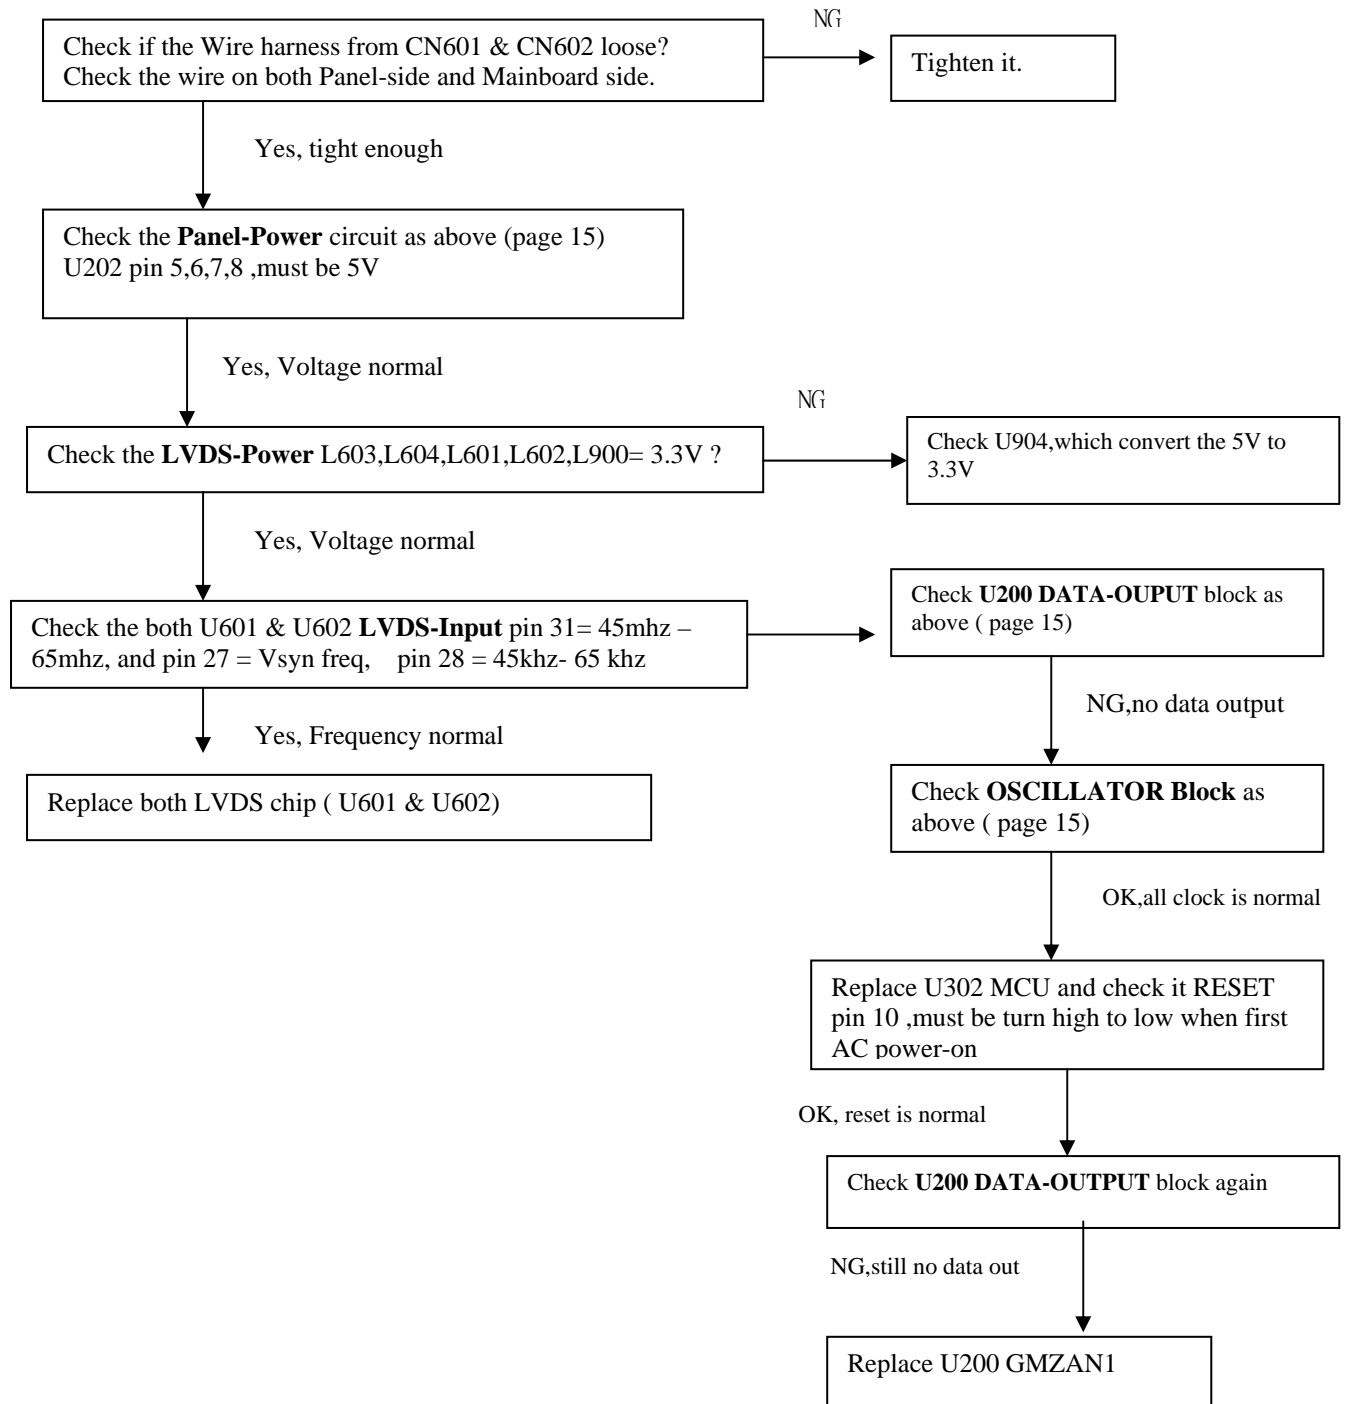 NG
Check if the Wire harness from CN601 & CN602 loose?
Check the wire on both Panel-side and Mainboard side.
Tighten it.
Yes, tight enough
Check the Panel-Power circuit as above (page 15)
U202 pin 5,6,7,8 ,must be 5V
Yes, Voltage normal
NG
Check the LVDS-Power L603,L604,L601,L602,L900= 3.3V ?
Check U904,which convert the 5V to
3.3V
Yes, Voltage normal
Check the both U601 & U602 LVDS-Input pin 31= 45mhz –
65mhz, and pin 27 = Vsyn freq, pin 28 = 45khz- 65 khz
Check U200 DATA-OUPUT block as
above ( page 15)
Yes, Frequency normal
NG,no data output
Replace both LVDS chip ( U601 & U602)
Check OSCILLATOR Block as
above ( page 15)
OK,all clock is normal
Replace U302 MCU and check it RESET
pin 10 ,must be turn high to low when first
AC power-on
OK, reset is normal
Check U200 DATA-OUTPUT block again
NG,still no data out
Replace U200 GMZAN1